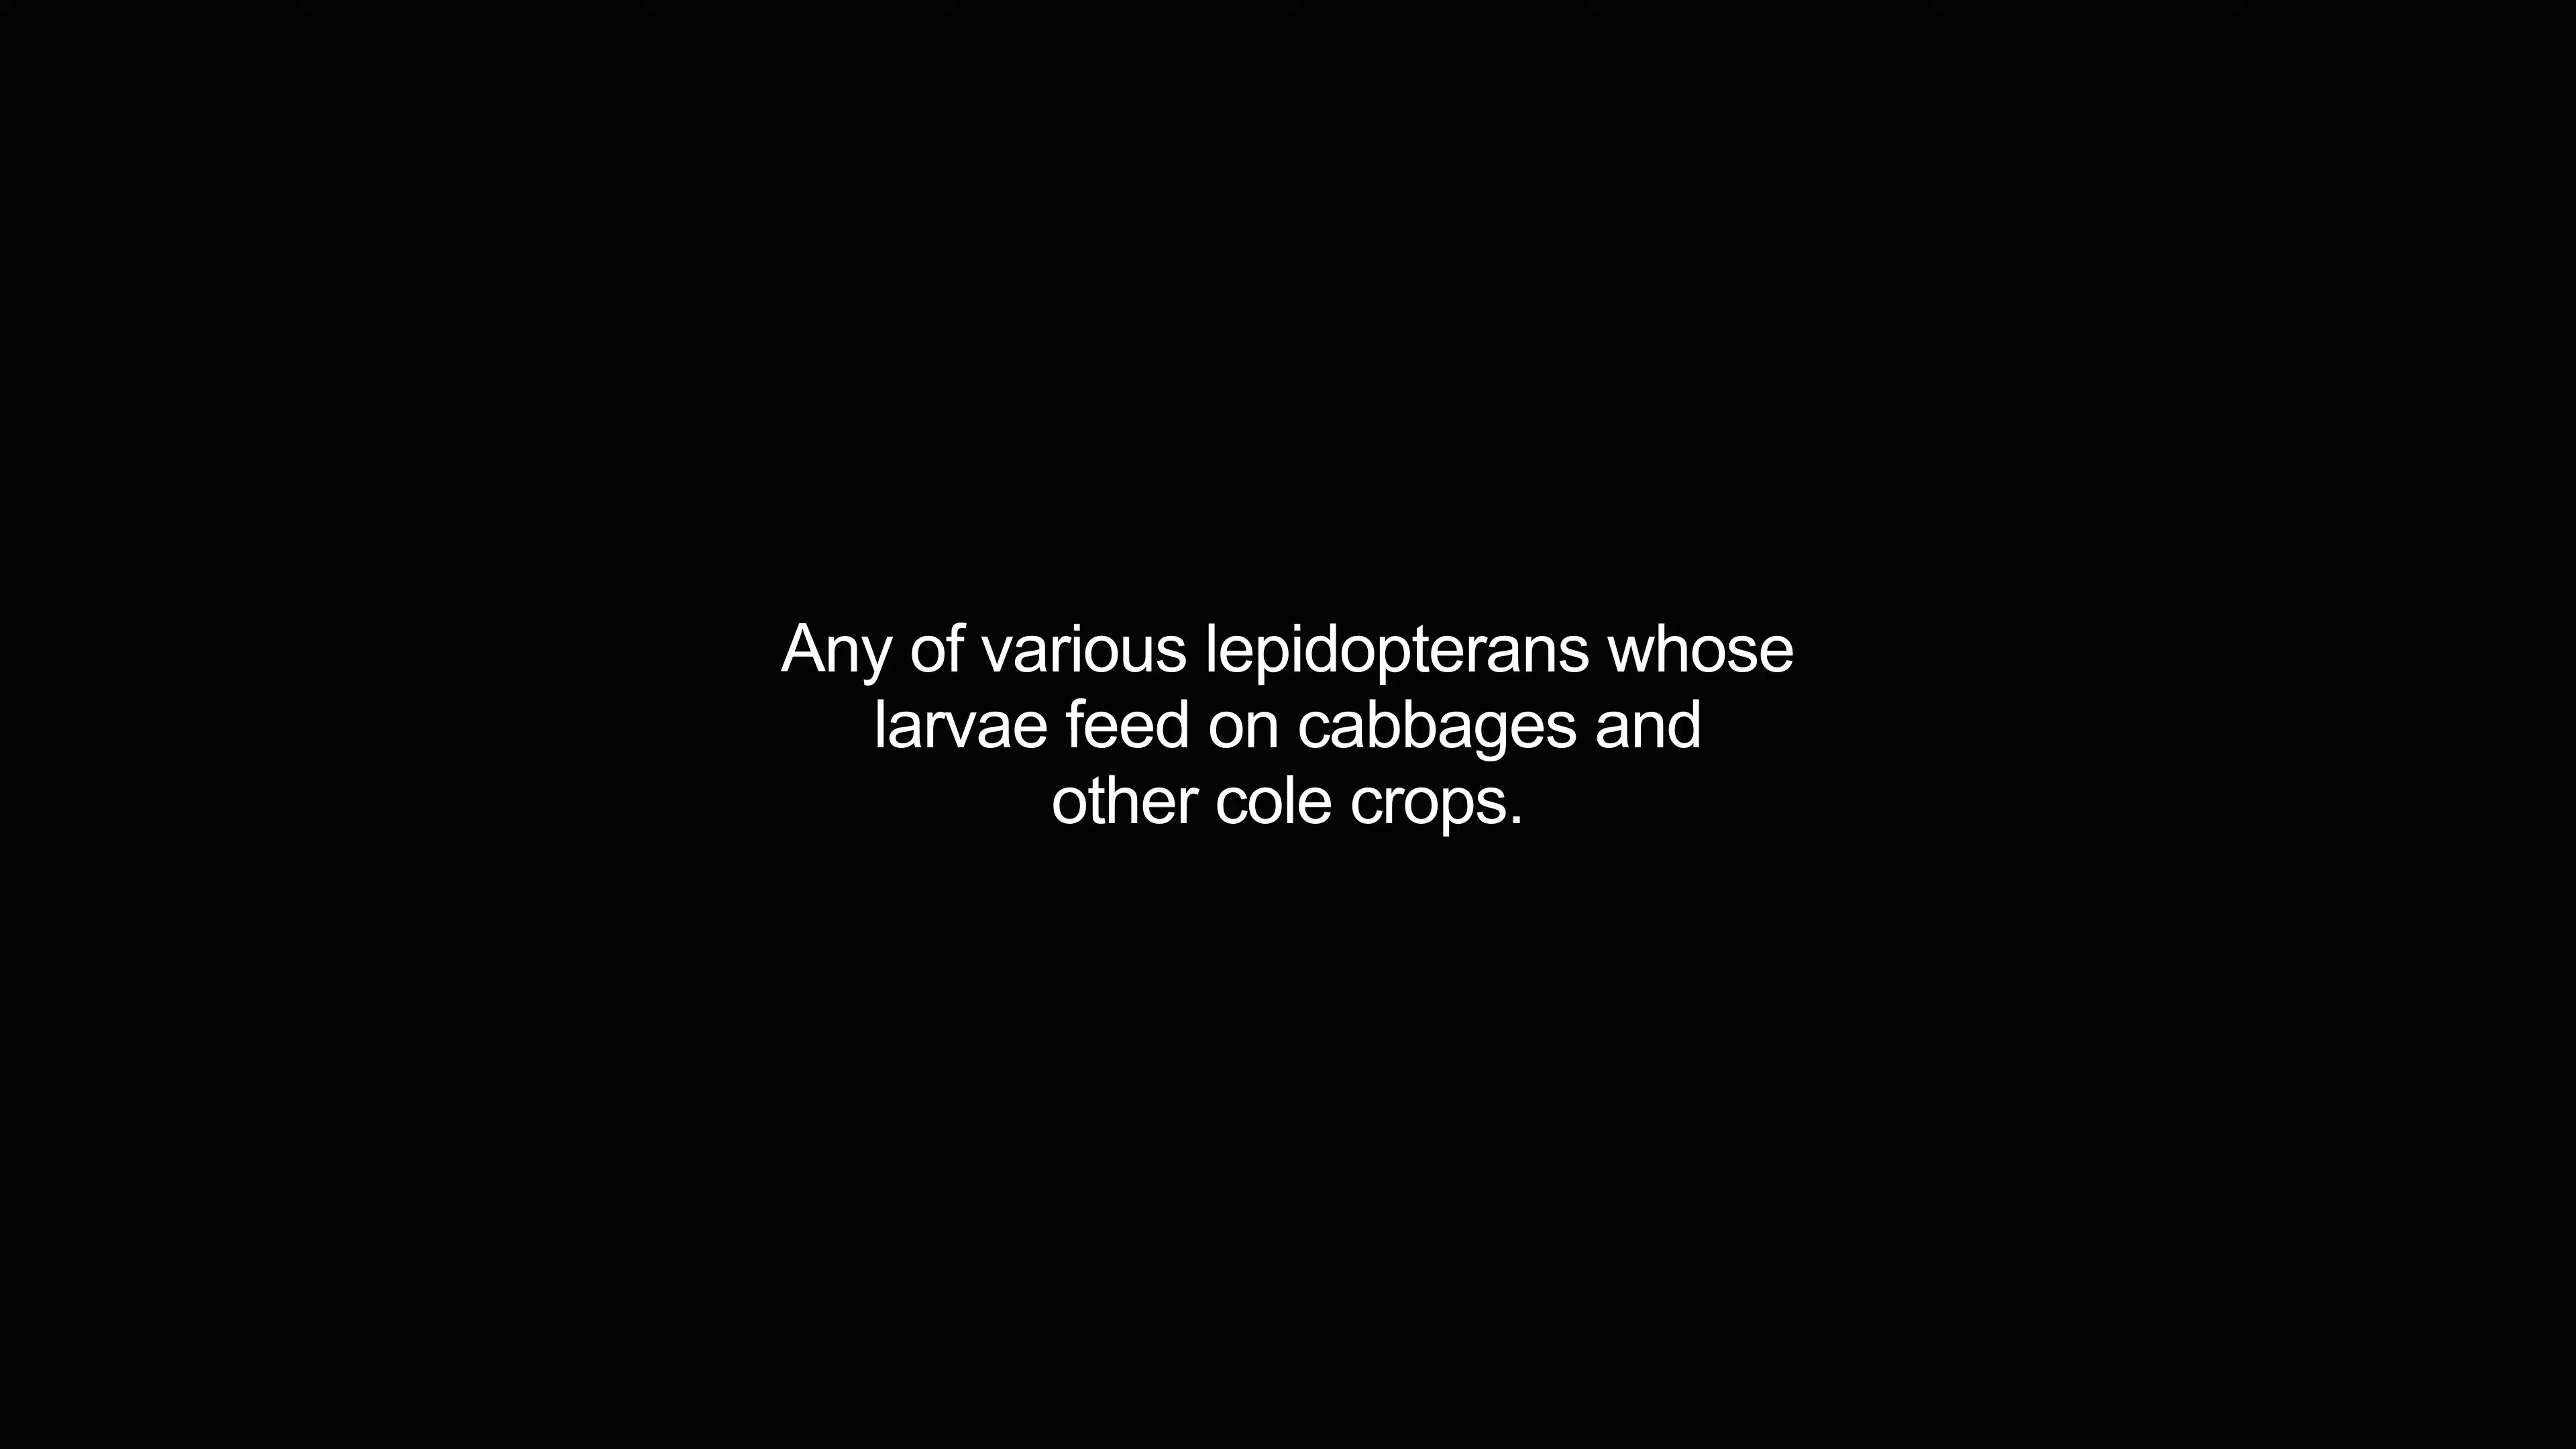 Any of various lepidopterans whose
larvae feed on cabbages and
other cole crops.